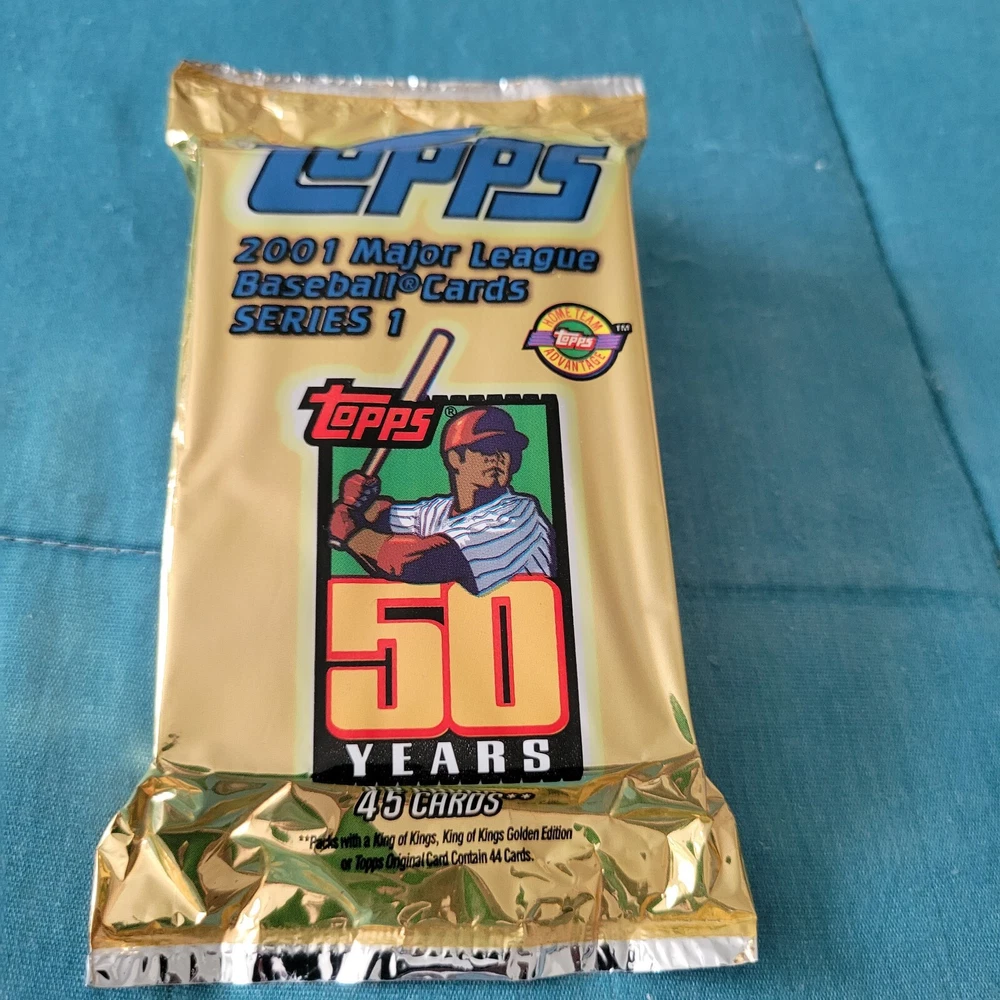 TOPPS
2001 Major League
Baseball® Cards
SERIES 1
HOME TEAM
TOPPS
ADVANTAGE
TM
TOPPS®
50
YEARS
45 CARDS**
**Packs with a King of Kings, King of Kings Golden Edition
or Topps Original Card Contain 44 Cards.